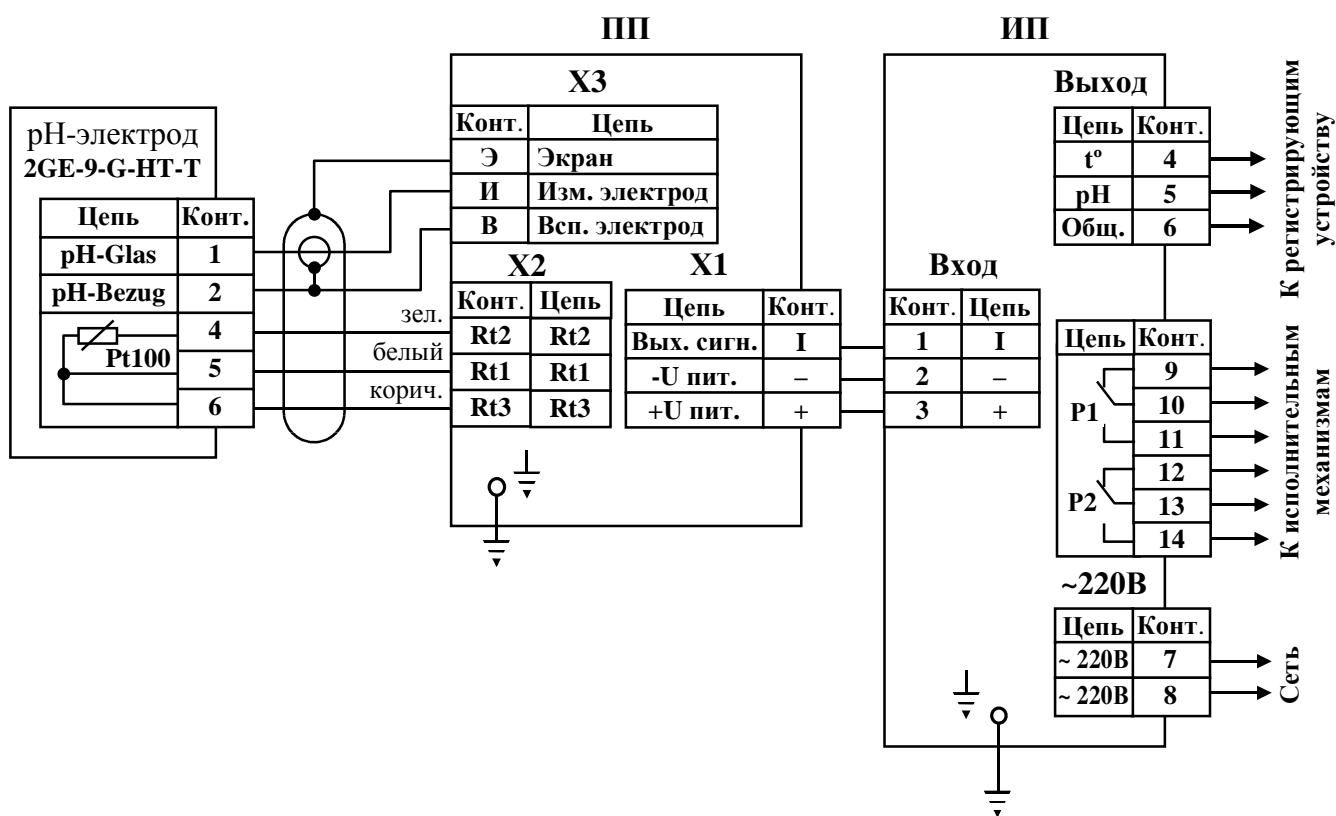 ПП
ИП
рН-электрод
2GE-9-G-HT-T
Цепь Конт.
pH-Glas 1
pH-Bezug 2
Pt100
4
5
6
зел.
белый
корич.
X3
Конт. Цепь
Э Экран
И Изм. электрод
В Всп. электрод
X2
Конт. Цепь
Rt2 Rt2
Rt1 Rt1
Rt3 Rt3
X1
Цепь Конт.
Вых. сигн. I
-U пит. –
+U пит. +
Вход
Конт. Цепь
1 I
2 –
3 +
Выход
Цепь Конт.
tº 4
pH 5
Общ. 6
К регистрирующим
устройству
Цепь Конт.
P1
9
10
11
P2
12
13
14
К исполнительным
механизмам
~220В
Цепь Конт.
~ 220В 7
~ 220В 8
Сеть